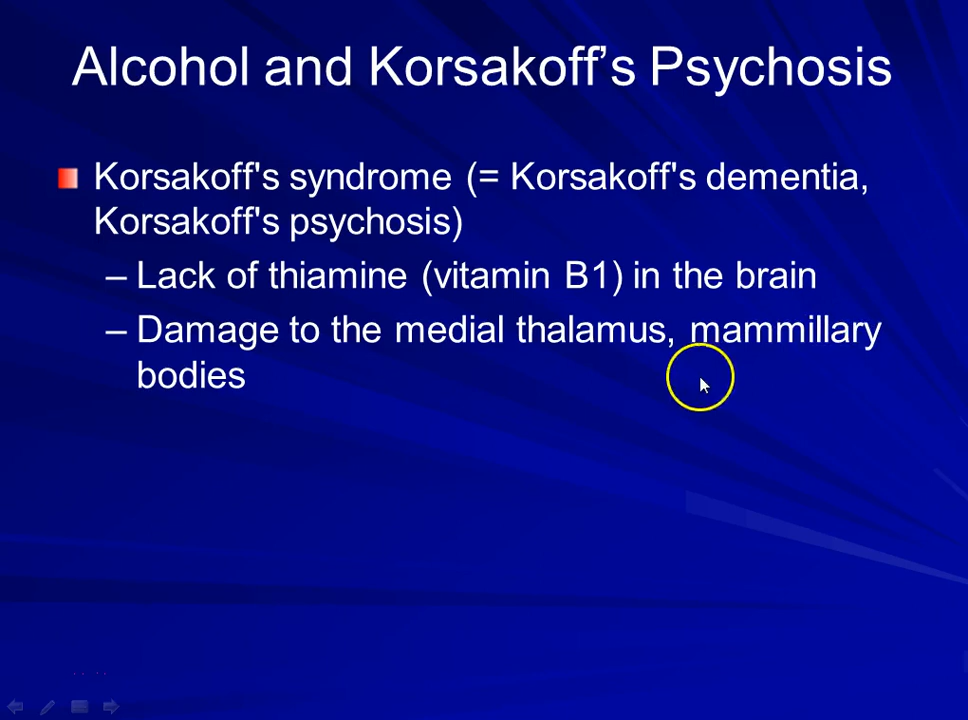 Alcohol and Korsakoff’s Psychosis
Korsakoff's syndrome (= Korsakoff's dementia,
Korsakoff's psychosis)
– Lack of thiamine (vitamin B1) in the brain
– Damage to the medial thalamus, mammillary
bodies